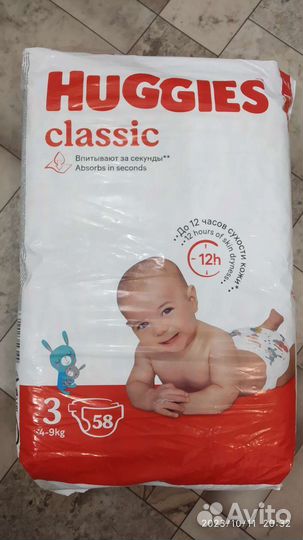 HUGGIES
classic
Впитывают за секунды**
Absorbs in seconds
До 12 часов сухости кожи
12 hours of skin dryness
12h
3
4-9kg
58
2023/10/11 20:32
Avito